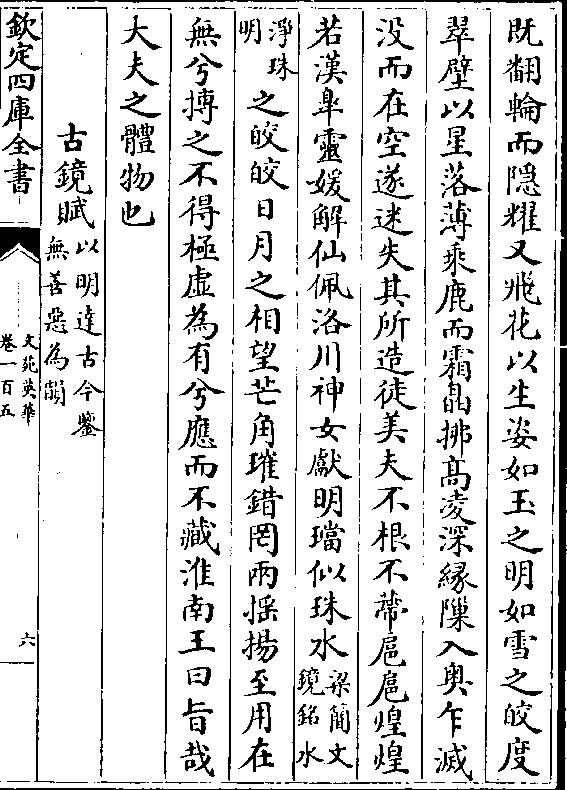 既翻輪而隱耀又飛花以生姿如玉之明如雪之皎度
翠壁以星落薄乘鹿而霜晶拂髙凌深縁隟入奥乍滅
没而在空遂迷失其所造徒美夫不根不蔕扈扈煌煌
若漢臯靈媛解仙佩洛川神女獻明璫似珠水梁簡文鏡銘水
淨珠明之皎皎日月之相望芒角璀錯罔兩揺揚至用在
無兮搏之不得極虚為有兮應而不藏淮南王曰旨哉
大夫之體物也
古鏡賦以明達古今鑒無善惡為韻
欽定四庫全書
文苑英華
卷一百五
六